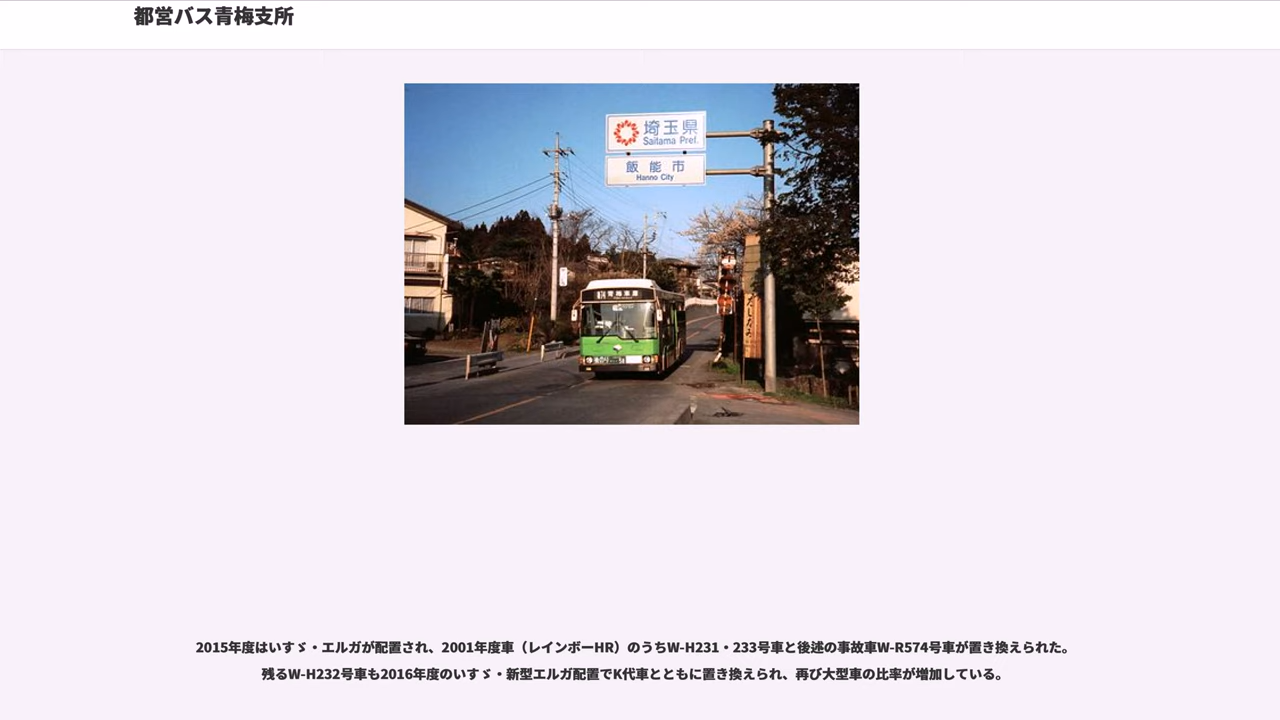 都営バス青梅支所
埼玉県
Saitama Pref.
飯能市
Hanno City
2015年度はいすゞ・エルガが配置され、2001年度車（レインボーHR）のうちW-H231・233号車と後述の事故車W-R574号車が置き換えられた。
残るW-H232号車も2016年度のいすゞ・新型エルガ配置でK代車とともに置き換えられ、再び大型車の比率が増加している。